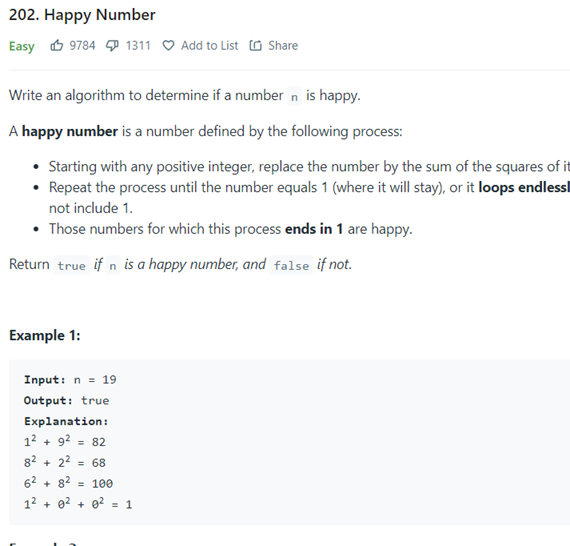 202. Happy Number
Easy 9784 1311 Add to List Share
Write an algorithm to determine if a number n is happy.
A happy number is a number defined by the following process:
• Starting with any positive integer, replace the number by the sum of the squares of
• Repeat the process until the number equals 1 (where it will stay), or it loops
not include 1.
• Those numbers for which this process ends in 1 are happy.
Return true if n is a happy number, and false if not.
Example 1:
Input: n = 19
Output: true
Explanation:
1² + 9² = 82
8² + 2² = 68
6² + 8² = 100
1² + 0² + 0² = 1